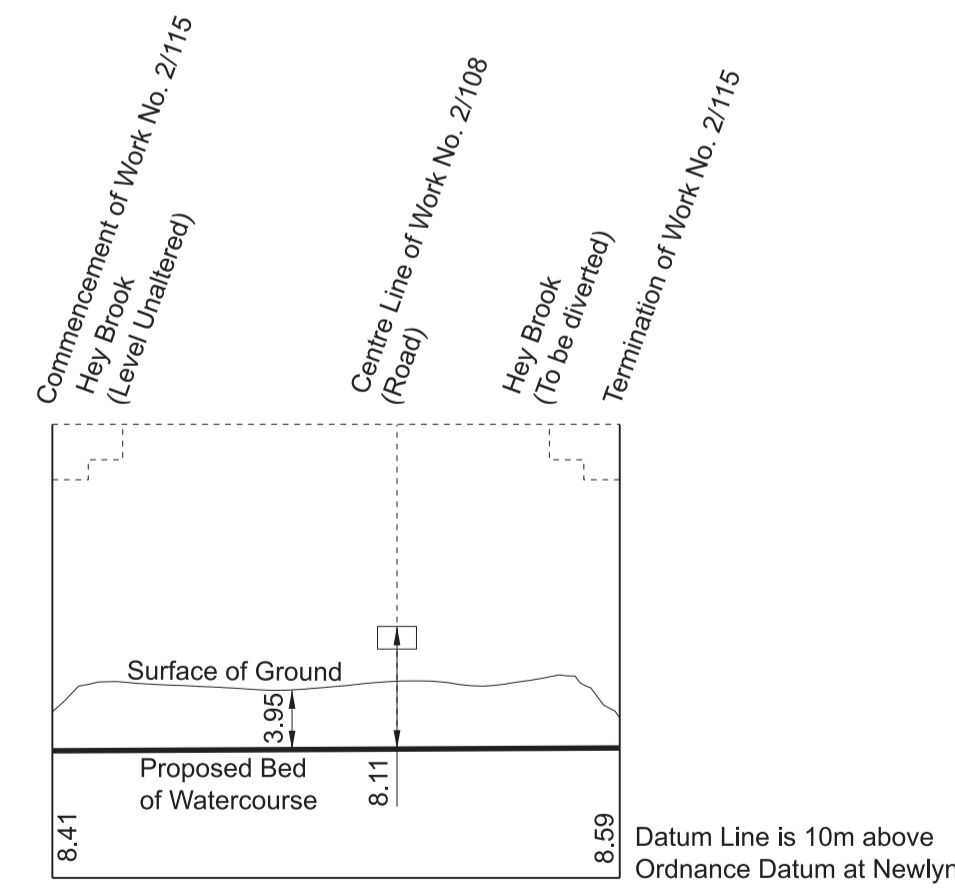 Commencement of Work No. 2/115
Hey Brook
(Level Unaltered)
Centre Line of Work No. 2/108
(Road)
Hey Brook
(To be diverted)
Termination of Work No. 2/115
Surface of Ground
3.95
Proposed Bed
of Watercourse
8.11
8.41
8.59
Datum Line is 10m above
Ordnance Datum at Newlyn